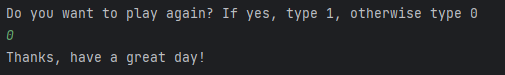 Do you want to play again? If yes, type 1, otherwise type 0
0
Thanks, have a great day!